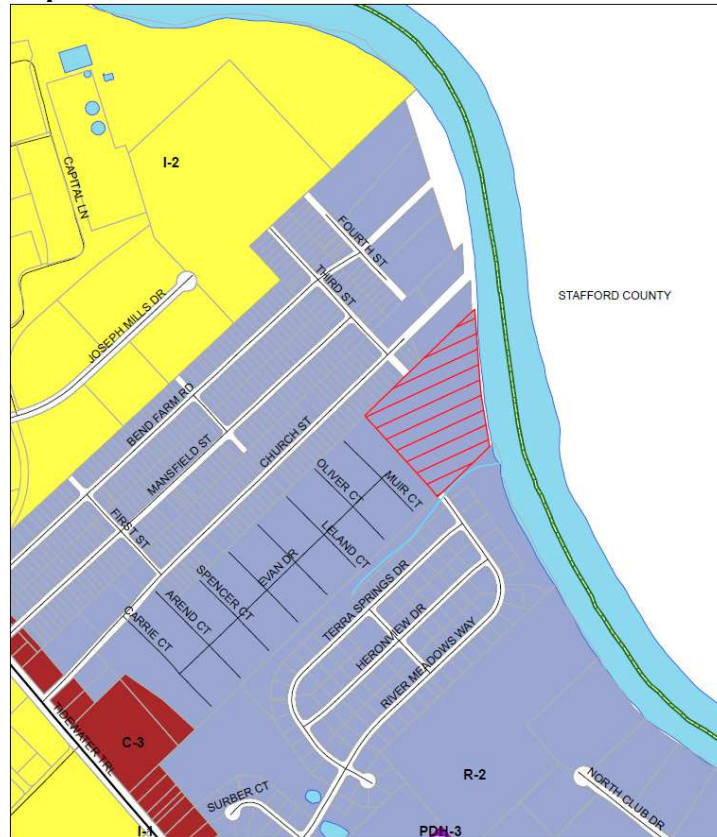 I-2
CAPITAL LN
FOURTH ST
THIRD ST
STAFFORD COUNTY
JOSEPH MILLS DR
BEND FARM RD
MANSFIELD ST
CHURCH ST
MUIR CT
OLIVER CT
FIRST ST
LELAND CT
EVAN DR
SPENCER CT
AREND CT
CARRIE CT
TERRA SPRINGS DR
HERONVIEW DR
RIVER MEADOWS WAY
TIDEWATER TRL
C-3
R-2
SURBER CT
NORTH CLUB DR
I-1
PDH-3